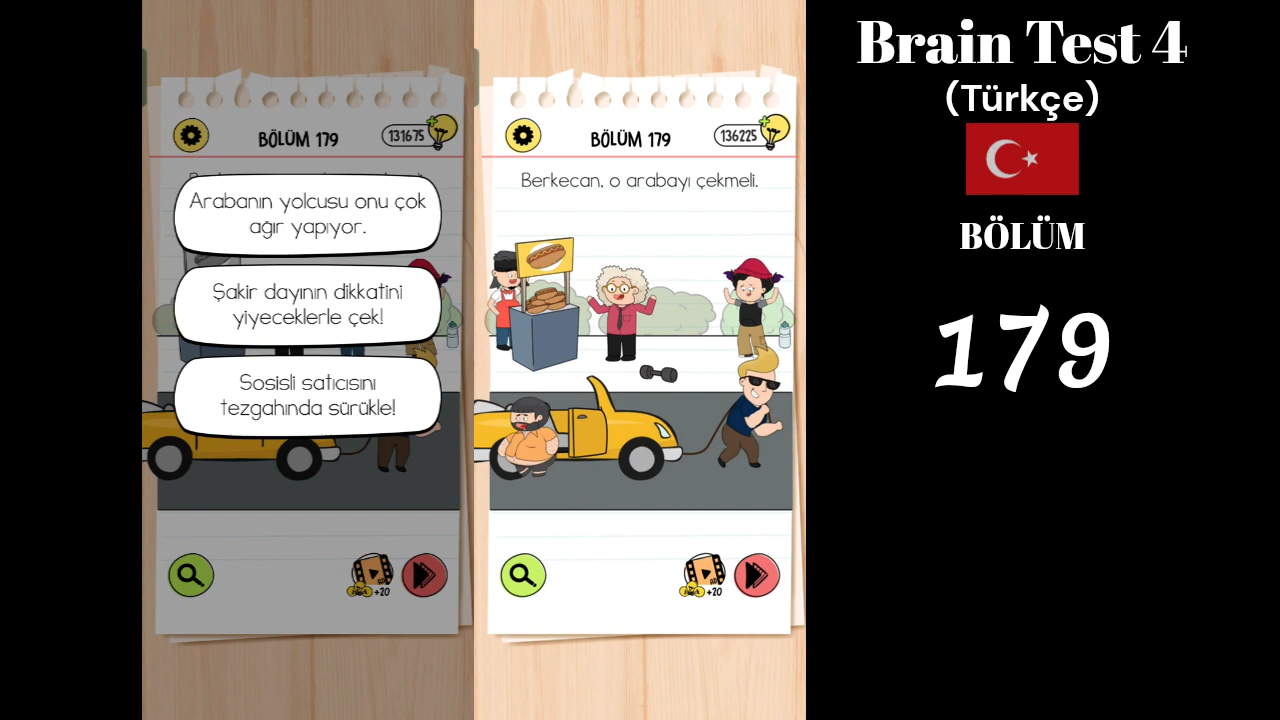 BÖLÜM 179
131675
Arabanın yolcusu onu çok
ağır yapıyor.
Şakir dayının dikkatini
yiyeceklerle çek!
Sosisli satıcısını
tezgahında sürükle!
+20
BÖLÜM 179
136225
Berkecan, o arabayı çekmeli.
+20
Brain Test 4
(Türkçe)
BÖLÜM
179